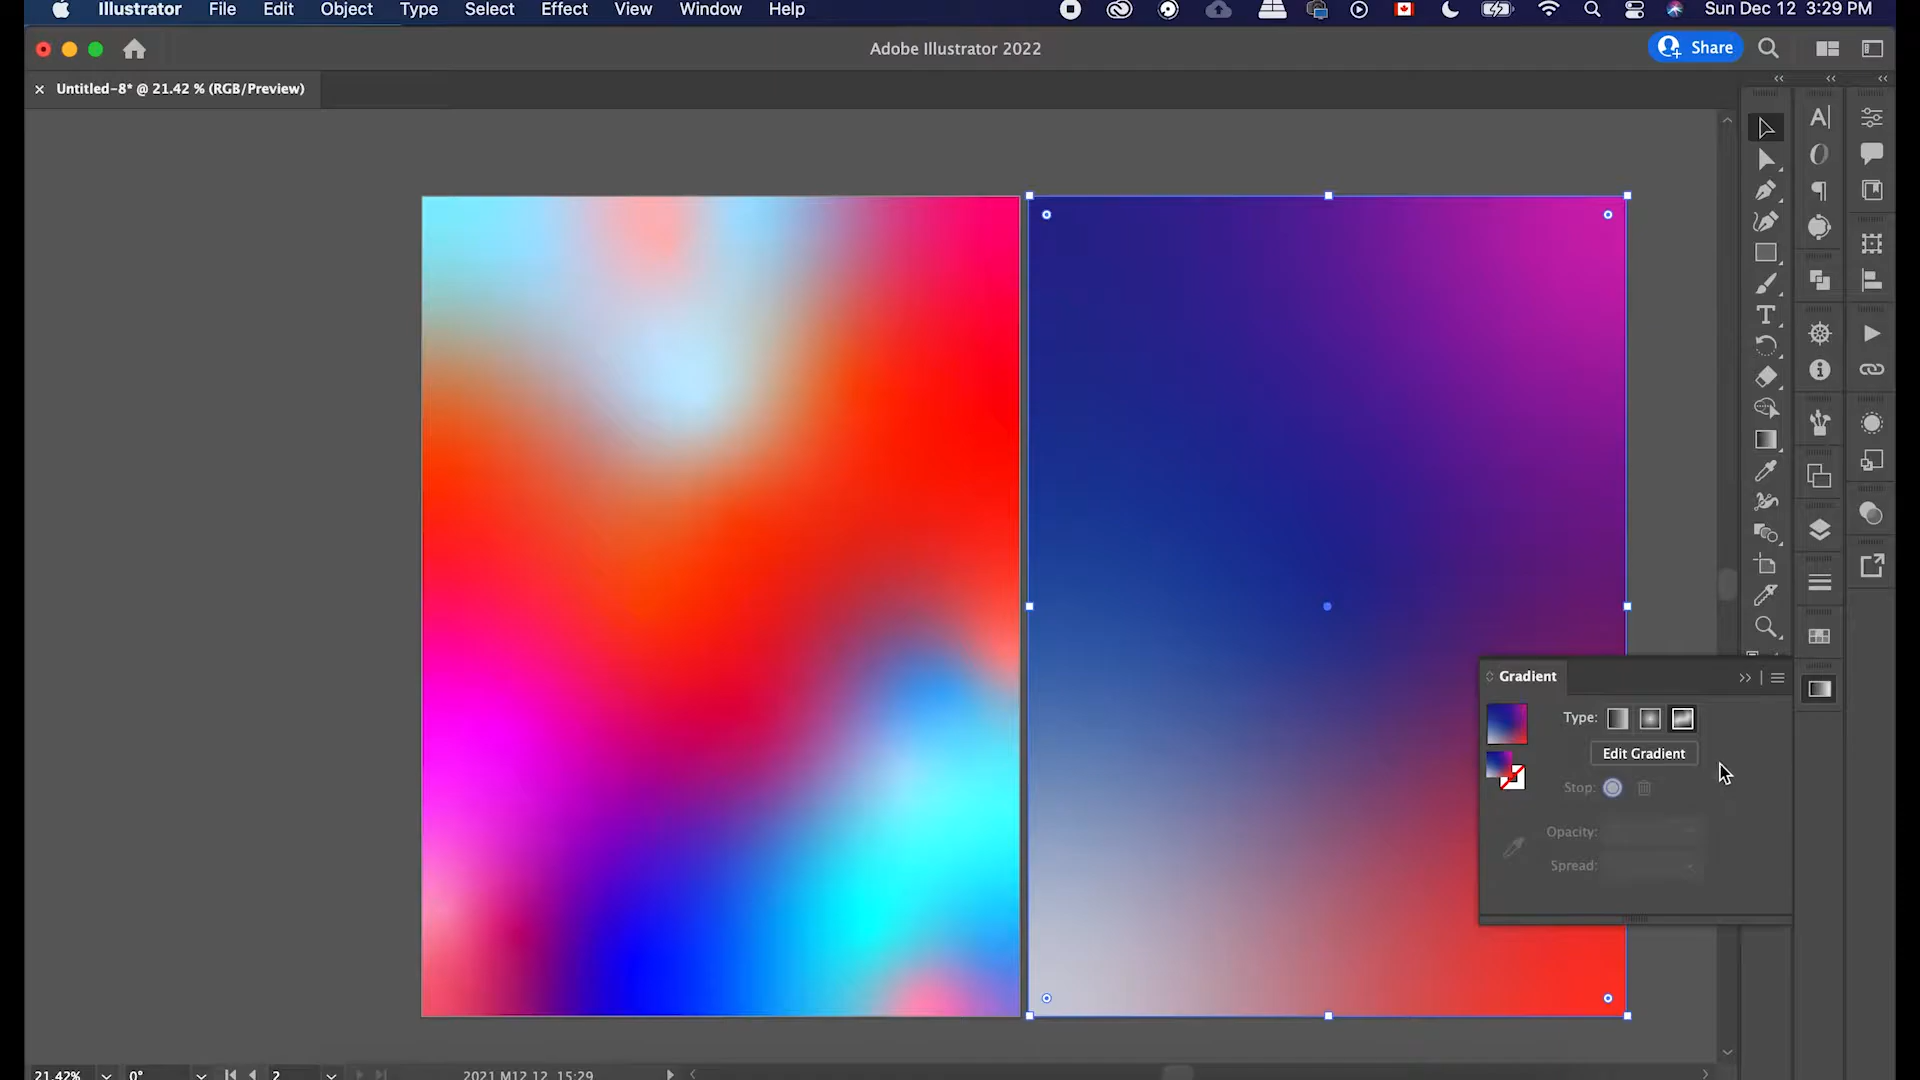 Illustrator File Edit Object Type Select Effect View Window Help Sun Dec 12 3:29 PM
Adobe Illustrator 2022
Share
× Untitled-8* @ 21.42 % (RGB/Preview)
Gradient
Type:
Edit Gradient
Stop:
Opacity:
Spread:
21.42% 0° 2 2021 M12 12, 15:29